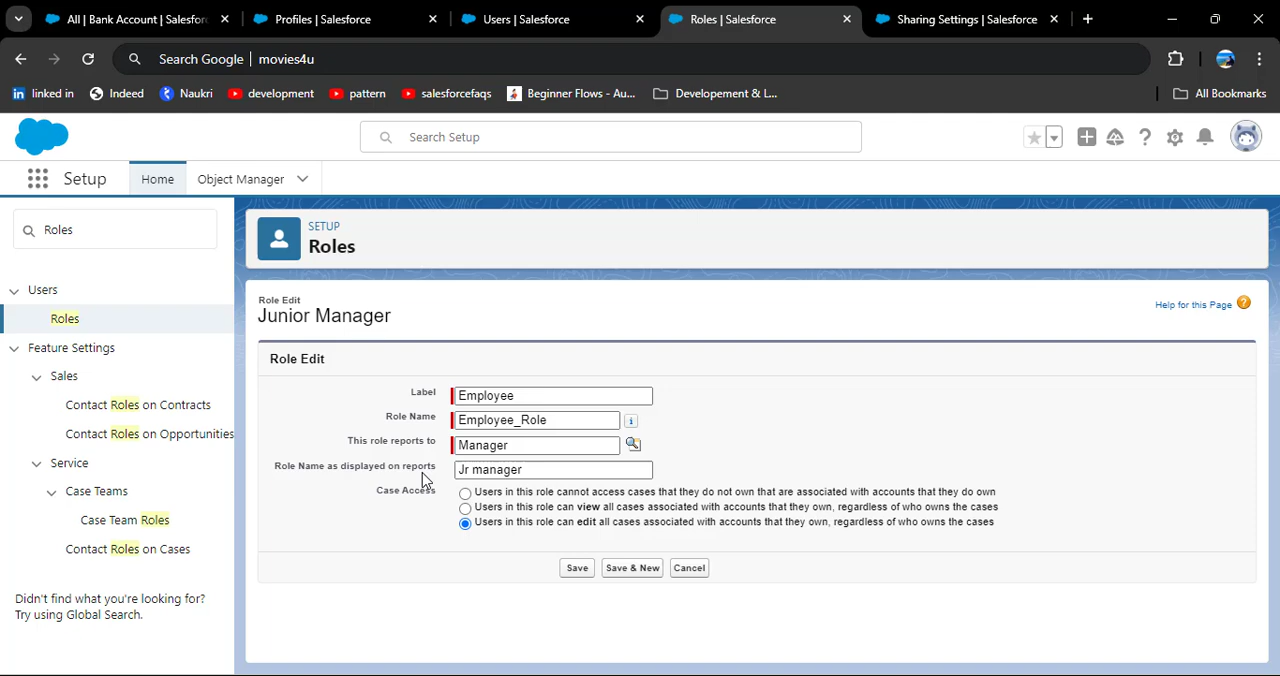 All | Bank Account | Salesforc
Profiles | Salesforce
Users | Salesforce
Roles | Salesforce
Sharing Settings | Salesforce
Search Google | movies4u
linked in
Indeed
Naukri
development
pattern
salesforcefaqs
Beginner Flows - Au...
Developement & L...
All Bookmarks
Search Setup
Setup
Home
Object Manager
Roles
Users
Roles
Feature Settings
Sales
Contact Roles on Contracts
Contact Roles on Opportunities
Service
Case Teams
Case Team Roles
Contact Roles on Cases
Didn't find what you're looking for?
Try using Global Search.
SETUP
Roles
Role Edit
Junior Manager
Help for this Page ?
Role Edit
Label Employee
Role Name Employee_Role i
This role reports to Manager
Role Name as displayed on reports Jr manager
Case Access
Users in this role cannot access cases that they do not own that are associated with accounts that they do own
Users in this role can view all cases associated with accounts that they own, regardless of who owns the cases
Users in this role can edit all cases associated with accounts that they own, regardless of who owns the cases
Save Save & New Cancel